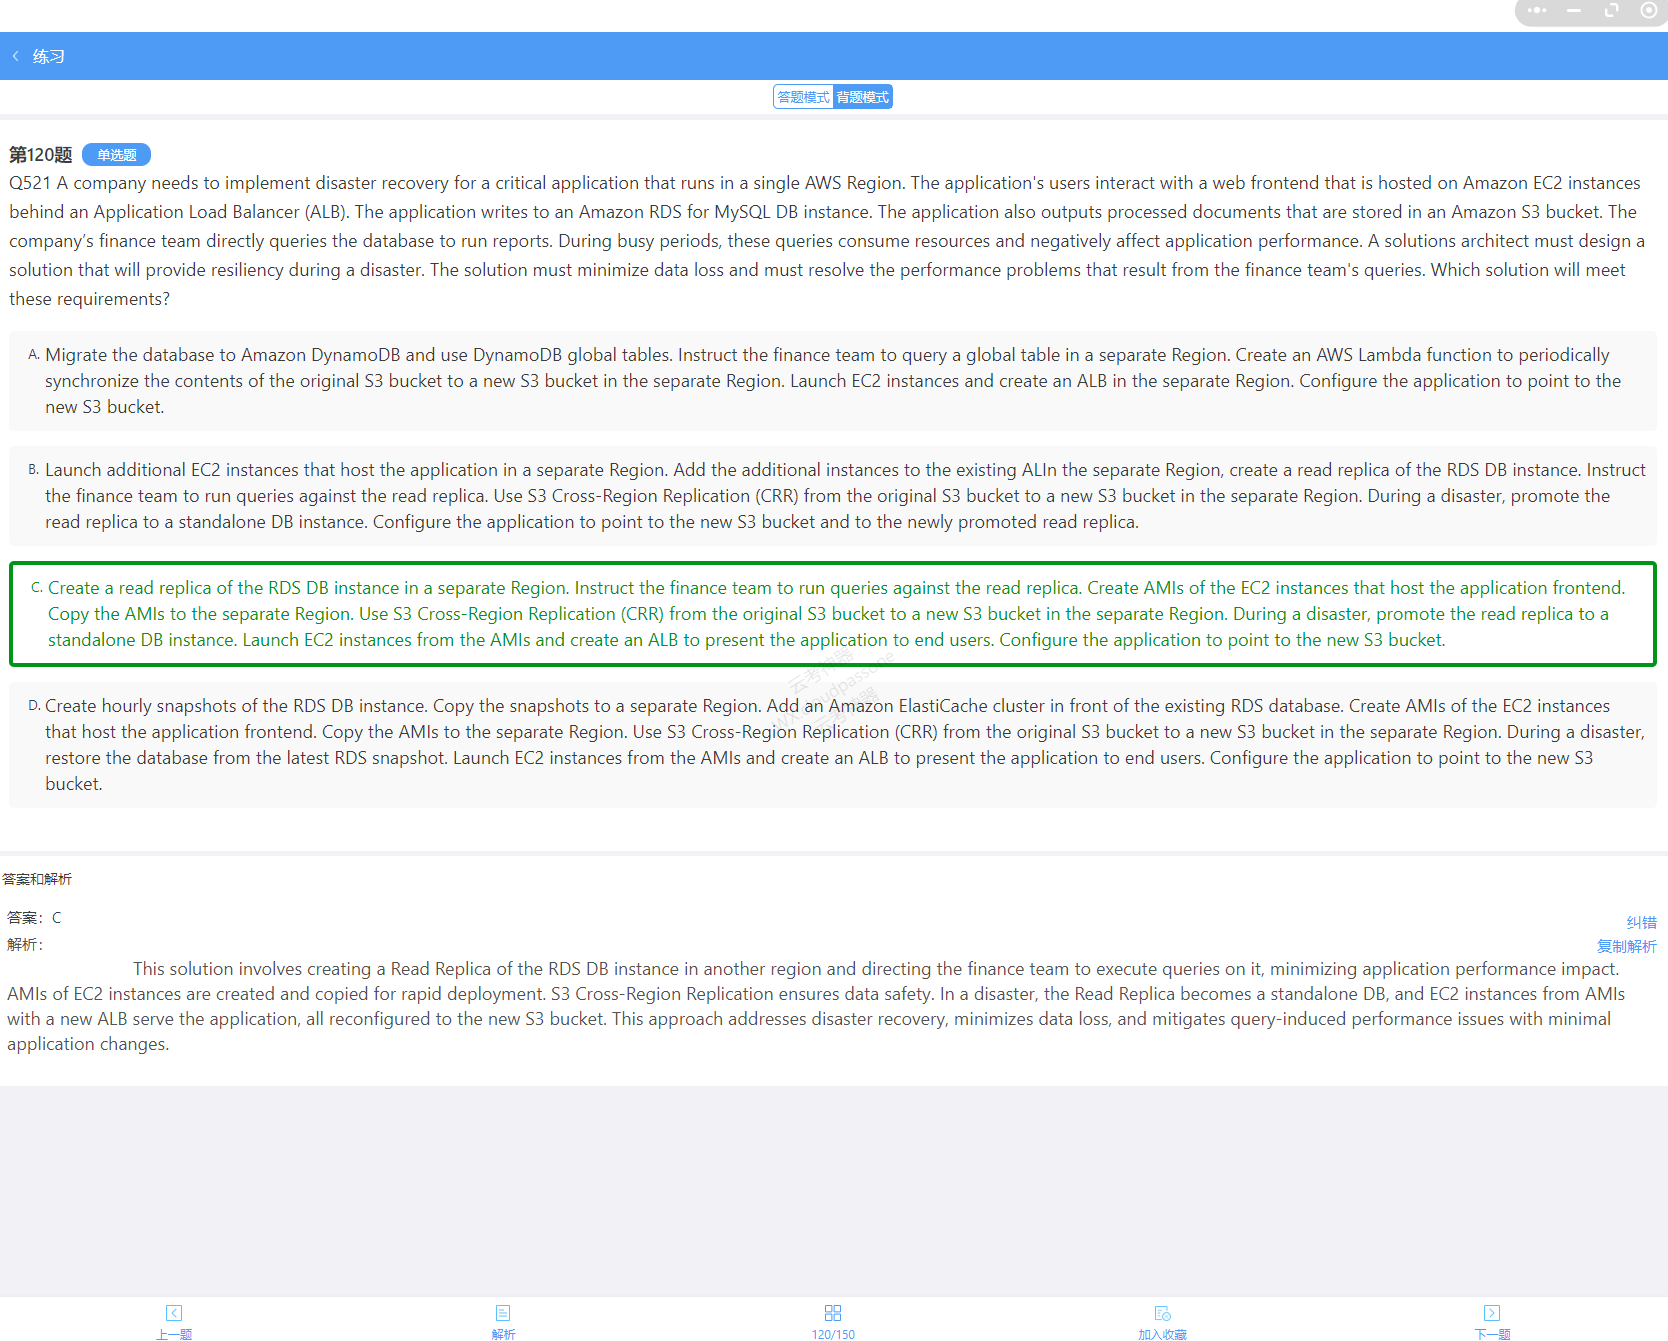 练习
答题模式 背题模式
第120题 单选题
Q521 A company needs to implement disaster recovery for a critical application that runs in a single AWS Region. The application's users interact with a web frontend that is hosted on Amazon EC2 instances
behind an Application Load Balancer (ALB). The application writes to an Amazon RDS for MySQL DB instance. The application also outputs processed documents that are stored in an Amazon S3 bucket. The
company’s finance team directly queries the database to run reports. During busy periods, these queries consume resources and negatively affect application performance. A solutions architect must design a
solution that will provide resiliency during a disaster. The solution must minimize data loss and must resolve the performance problems that result from the finance team's queries. Which solution will meet
these requirements?
A. Migrate the database to Amazon DynamoDB and use DynamoDB global tables. Instruct the finance team to query a global table in a separate Region. Create an AWS Lambda function to periodically
synchronize the contents of the original S3 bucket to a new S3 bucket in the separate Region. Launch EC2 instances and create an ALB in the separate Region. Configure the application to point to the
new S3 bucket.
B. Launch additional EC2 instances that host the application in a separate Region. Add the additional instances to the existing ALIn the separate Region, create a read replica of the RDS DB instance. Instruct
the finance team to run queries against the read replica. Use S3 Cross-Region Replication (CRR) from the original S3 bucket to a new S3 bucket in the separate Region. During a disaster, promote the
read replica to a standalone DB instance. Configure the application to point to the new S3 bucket and to the newly promoted read replica.
C. Create a read replica of the RDS DB instance in a separate Region. Instruct the finance team to run queries against the read replica. Create AMIs of the EC2 instances that host the application frontend.
Copy the AMIs to the separate Region. Use S3 Cross-Region Replication (CRR) from the original S3 bucket to a new S3 bucket in the separate Region. During a disaster, promote the read replica to a
standalone DB instance. Launch EC2 instances from the AMIs and create an ALB to present the application to end users. Configure the application to point to the new S3 bucket.
D. Create hourly snapshots of the RDS DB instance. Copy the snapshots to a separate Region. Add an Amazon ElastiCache cluster in front of the existing RDS database. Create AMIs of the EC2 instances
that host the application frontend. Copy the AMIs to the separate Region. Use S3 Cross-Region Replication (CRR) from the original S3 bucket to a new S3 bucket in the separate Region. During a disaster,
restore the database from the latest RDS snapshot. Launch EC2 instances from the AMIs and create an ALB to present the application to end users. Configure the application to point to the new S3
bucket.
云考神器
云考神器
答案和解析
答案：C
纠错
解析：
复制解析
This solution involves creating a Read Replica of the RDS DB instance in another region and directing the finance team to execute queries on it, minimizing application performance impact.
AMIs of EC2 instances are created and copied for rapid deployment. S3 Cross-Region Replication ensures data safety. In a disaster, the Read Replica becomes a standalone DB, and EC2 instances from AMIs
with a new ALB serve the application, all reconfigured to the new S3 bucket. This approach addresses disaster recovery, minimizes data loss, and mitigates query-induced performance issues with minimal
application changes.
上一题 解析 120/150 加入收藏 下一题